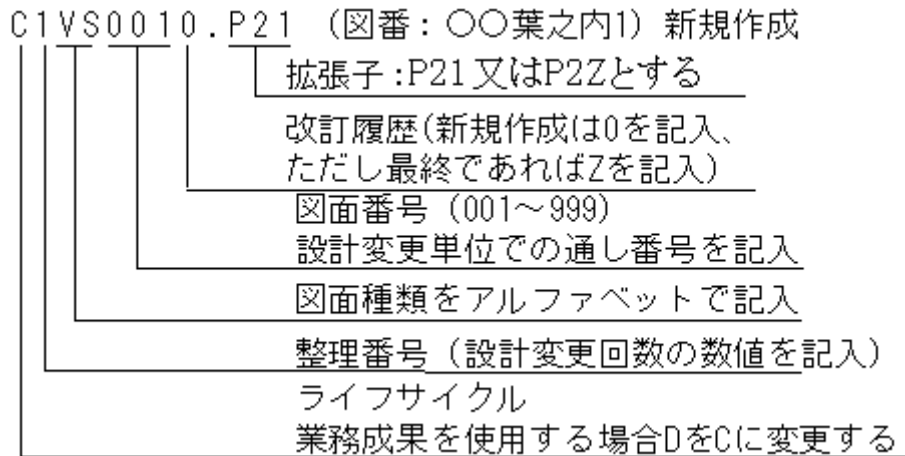 C1VS0010.P21 (図番:○○葉之内1) 新規作成
拡張子:P21又はP2Zとする
改訂履歴(新規作成は0を記入、
ただし最終であればZを記入)
図面番号 (001~999)
設計変更単位での通し番号を記入
図面種類をアルファベットで記入
整理番号 (設計変更回数の数値を記入)
ライフサイクル
業務成果を使用する場合DをCに変更する